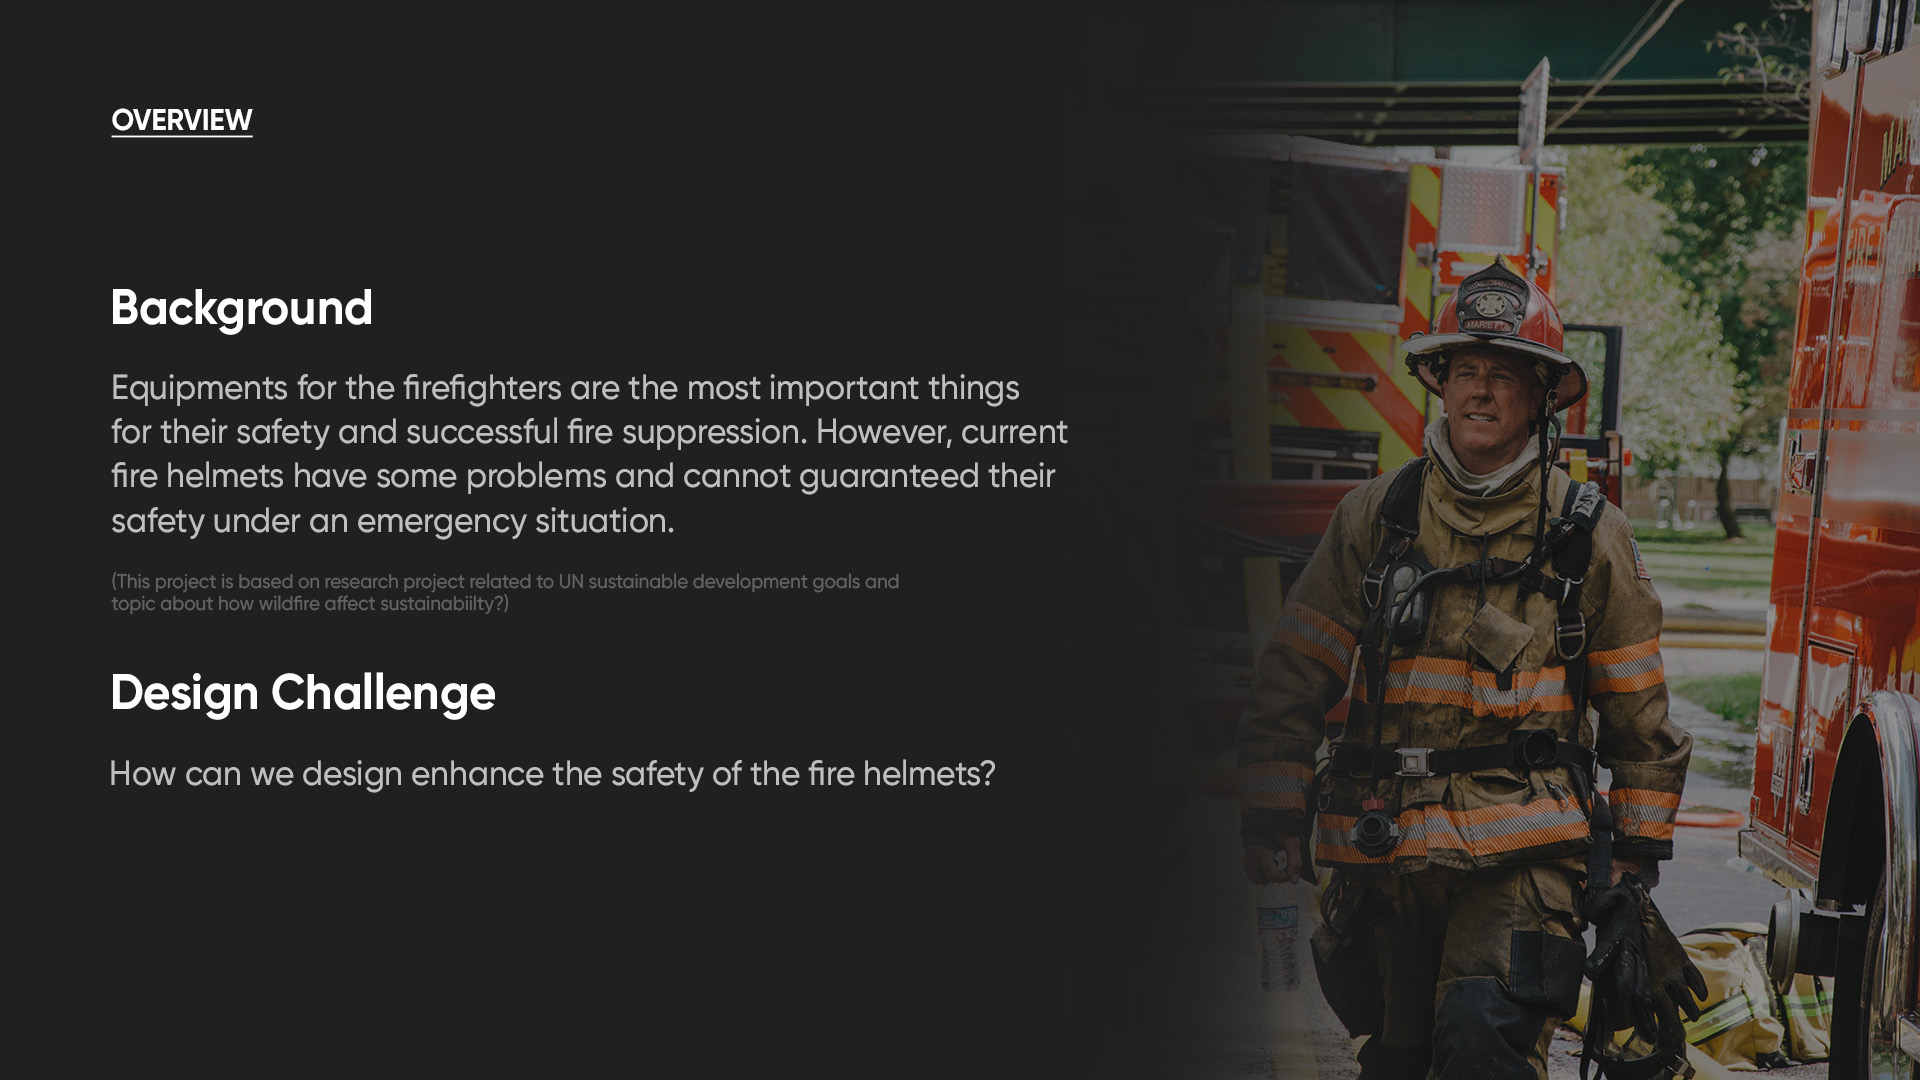 OVERVIEW
Background
Equipments for the firefighters are the most important things
for their safety and successful fire suppression. However, current
fire helmets have some problems and cannot guaranteed their
safety under an emergency situation.
(This project is based on research project related to UN sustainable development goals and
topic about how wildfire affect sustainabiilty?)
Design Challenge
How can we design enhance the safety of the fire helmets?
MARIETTA